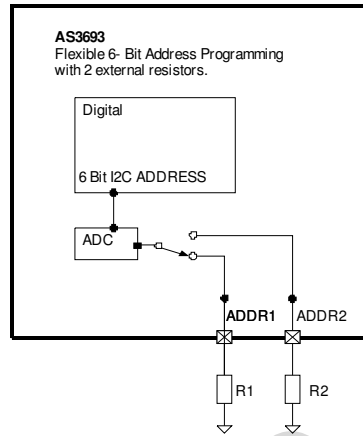 AS3693
Flexible 6- Bit Address Programming
with 2 external resistors.
Digital
6 Bit I2C ADDRESS
ADC
ADDR1
ADDR2
R1
R2